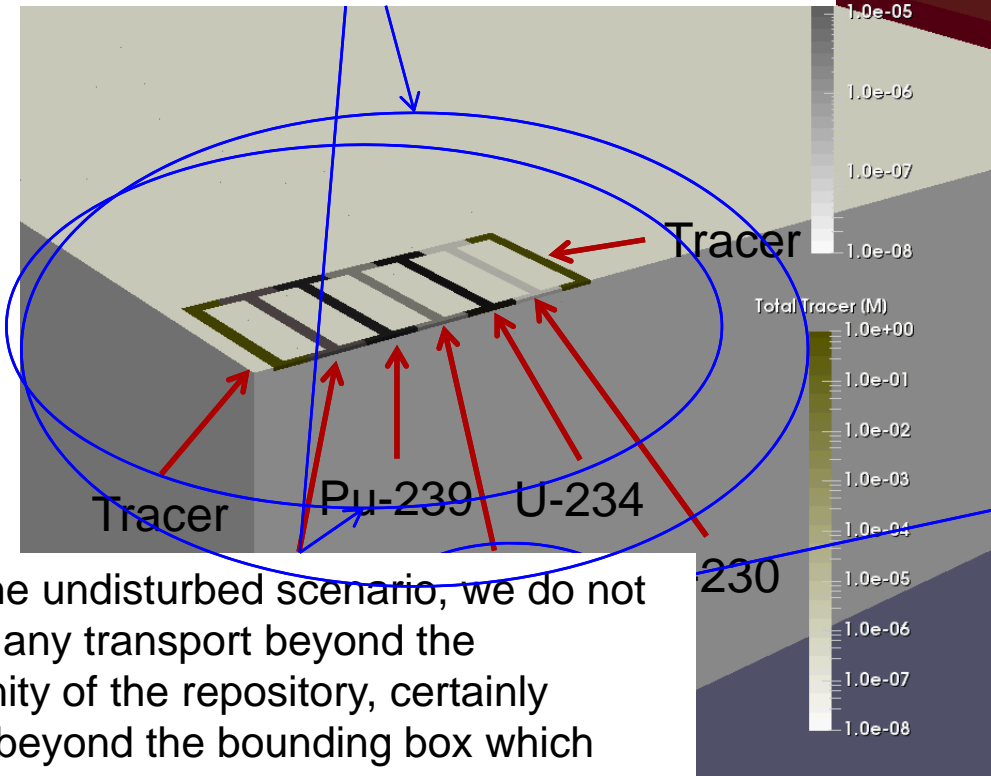 1.0e-05
1.0e-06
1.0e-07
Tracer
1.0e-08
Total Tracer (M)
1.0e+00
1.0e-01
1.0e-02
1.0e-03
Pu-239
U-234
Tracer
1.0e-04
-230
1.0e-05
1.0e-06
1.0e-07
1.0e-08
he undisturbed scenario, we do not
any transport beyond the
nity of the repository, certainly
beyond the bounding box which